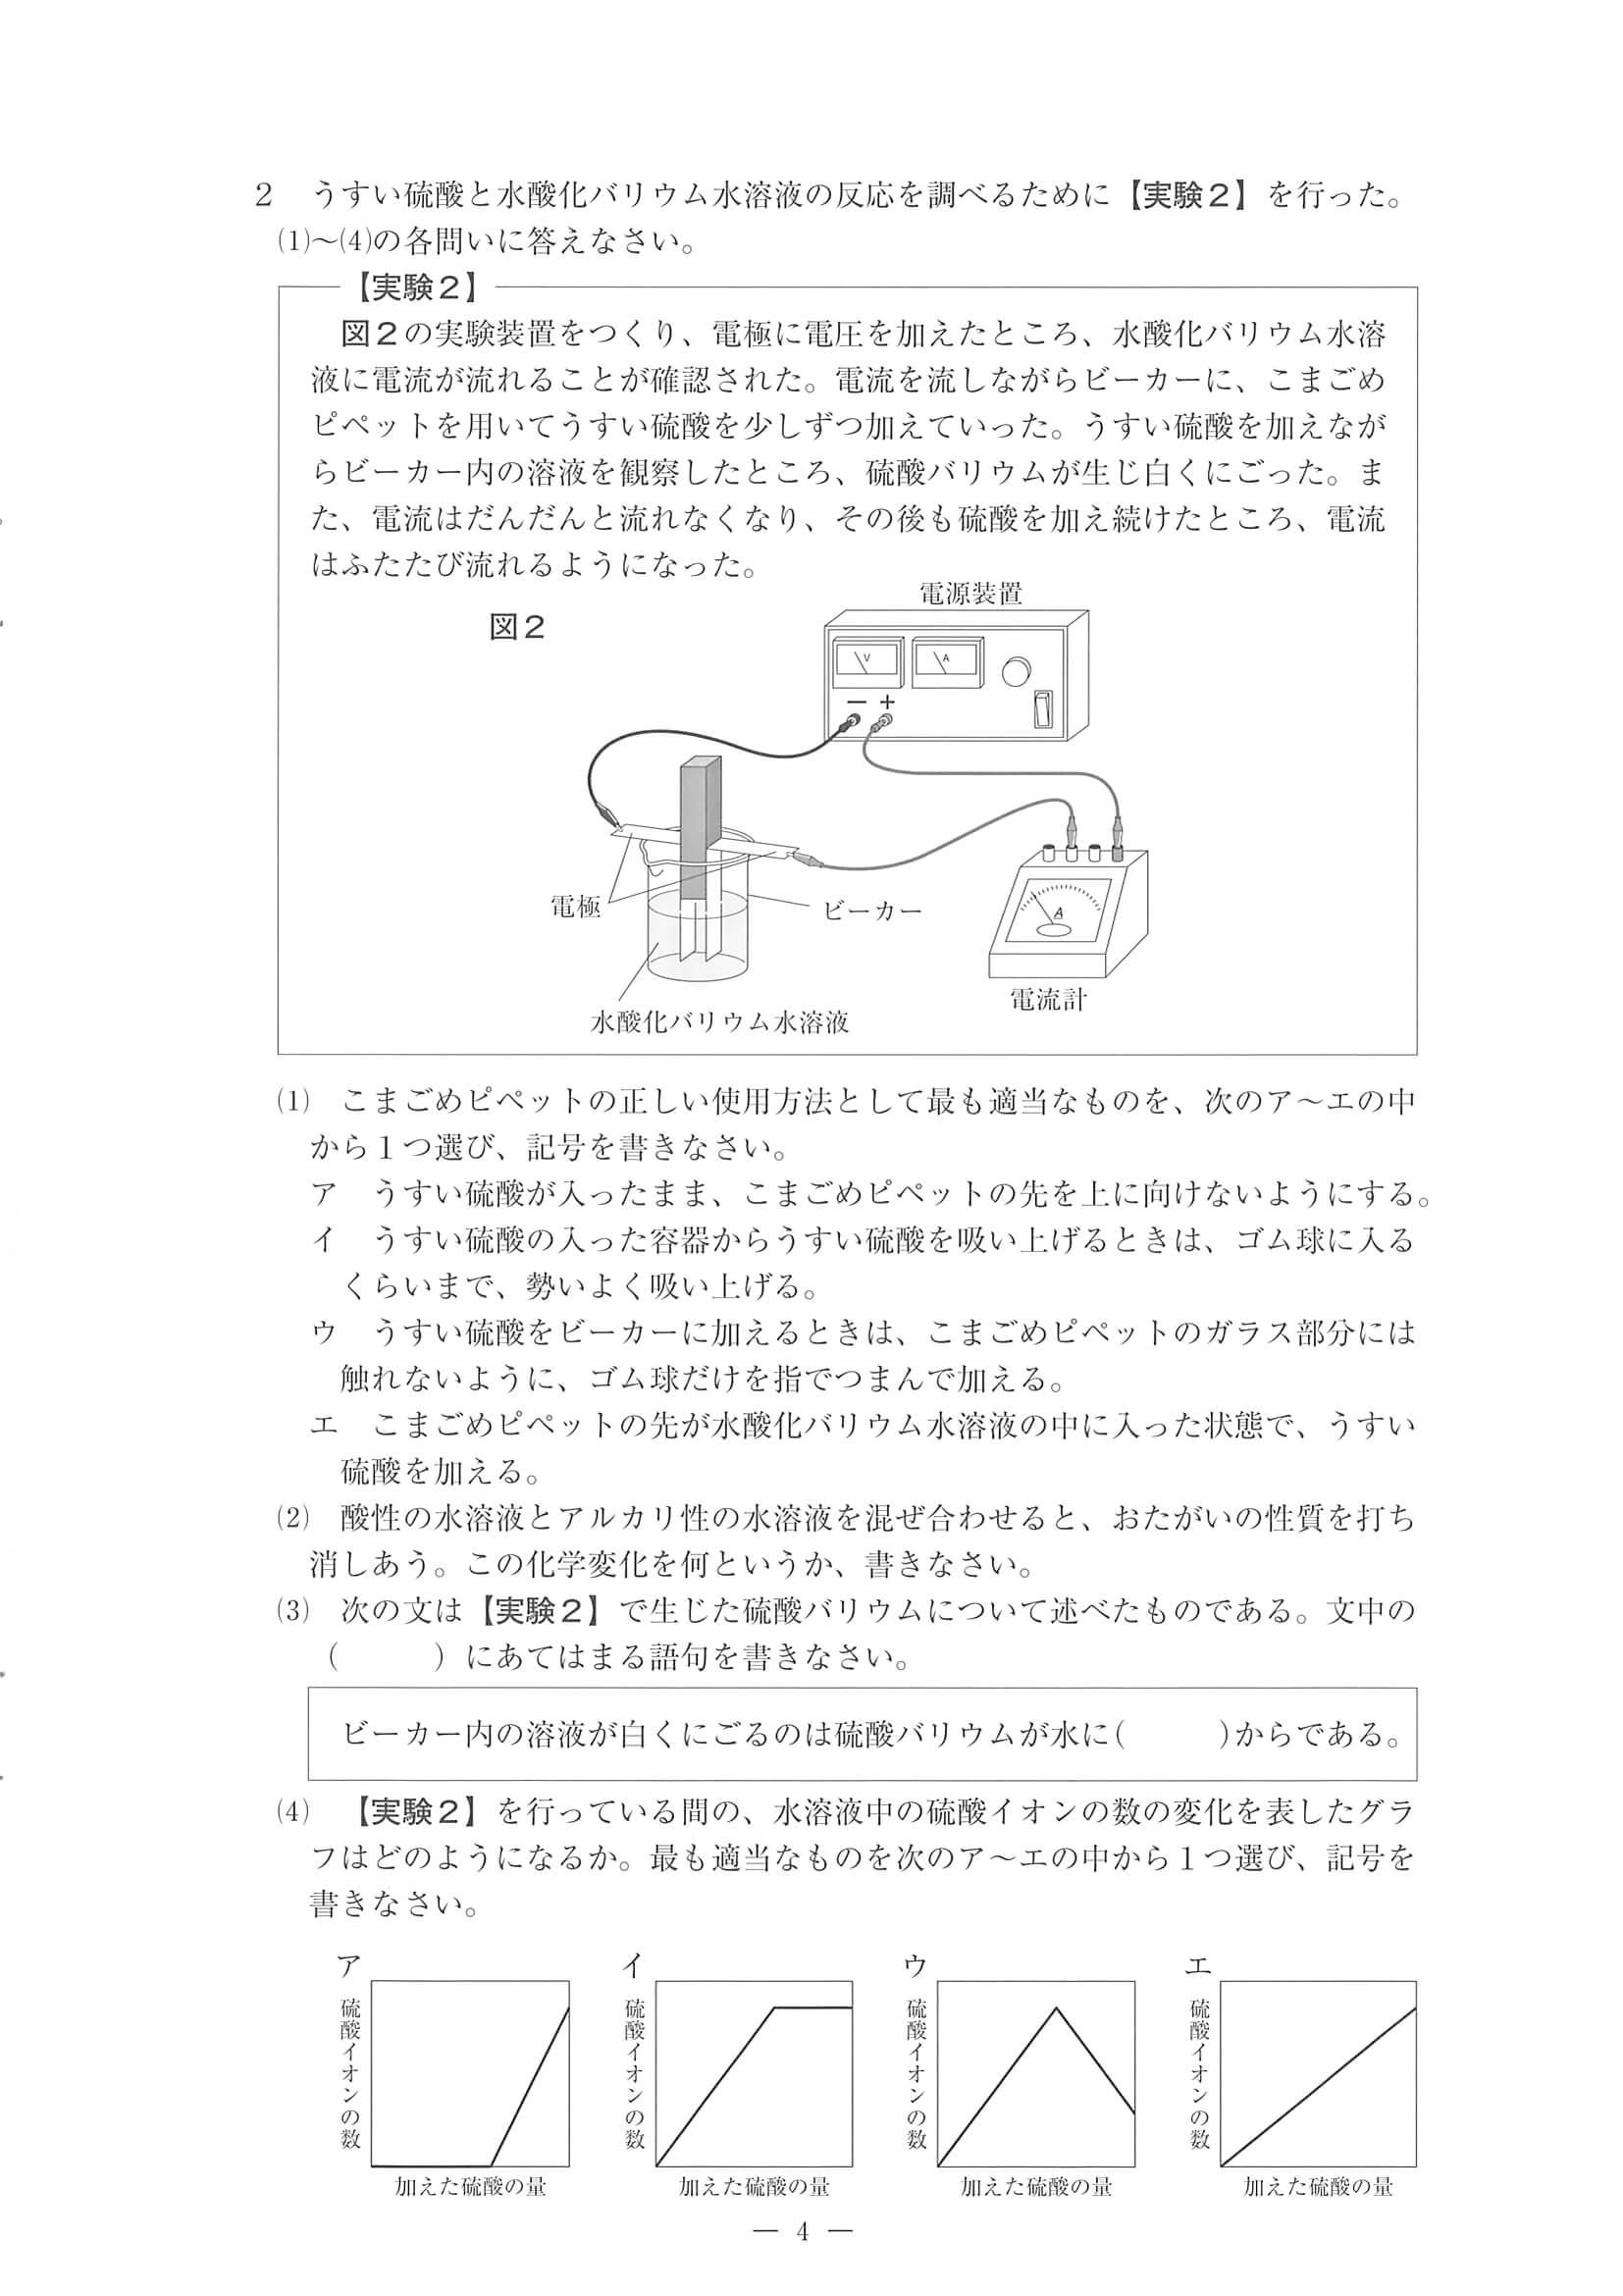 2　うすい硫酸と水酸化バリウム水溶液の反応を調べるために【実験2】を行った。
(1)～(4)の各問いに答えなさい。
【実験2】
図2の実験装置をつくり、電極に電圧を加えたところ、水酸化バリウム水溶
液に電流が流れることが確認された。電流を流しながらビーカーに、こまごめ
ピペットを用いてうすい硫酸を少しずつ加えていった。うすい硫酸を加えなが
らビーカー内の溶液を観察したところ、硫酸バリウムが生じ白くにごった。ま
た、電流はだんだんと流れなくなり、その後も硫酸を加え続けたところ、電流
はふたたび流れるようになった。
図2
電源装置
V
A
− +
電極
ビーカー
A
水酸化バリウム水溶液
電流計
(1)　こまごめピペットの正しい使用方法として最も適当なものを、次のア～エの中
から1つ選び、記号を書きなさい。
ア　うすい硫酸が入ったまま、こまごめピペットの先を上に向けないようにする。
イ　うすい硫酸の入った容器からうすい硫酸を吸い上げるときは、ゴム球に入る
くらいまで、勢いよく吸い上げる。
ウ　うすい硫酸をビーカーに加えるときは、こまごめピペットのガラス部分には
触れないように、ゴム球だけを指でつまんで加える。
エ　こまごめピペットの先が水酸化バリウム水溶液の中に入った状態で、うすい
硫酸を加える。
(2)　酸性の水溶液とアルカリ性の水溶液を混ぜ合わせると、おたがいの性質を打ち
消しあう。この化学変化を何というか、書きなさい。
(3)　次の文は【実験2】で生じた硫酸バリウムについて述べたものである。文中の
（　　　）にあてはまる語句を書きなさい。
ビーカー内の溶液が白くにごるのは硫酸バリウムが水に(　　　)からである。
(4)　【実験2】を行っている間の、水溶液中の硫酸イオンの数の変化を表したグラ
フはどのようになるか。最も適当なものを次のア～エの中から1つ選び、記号を
書きなさい。
ア
硫酸イオンの数
加えた硫酸の量
イ
硫酸イオンの数
加えた硫酸の量
ウ
硫酸イオンの数
加えた硫酸の量
エ
硫酸イオンの数
加えた硫酸の量
― 4 ―